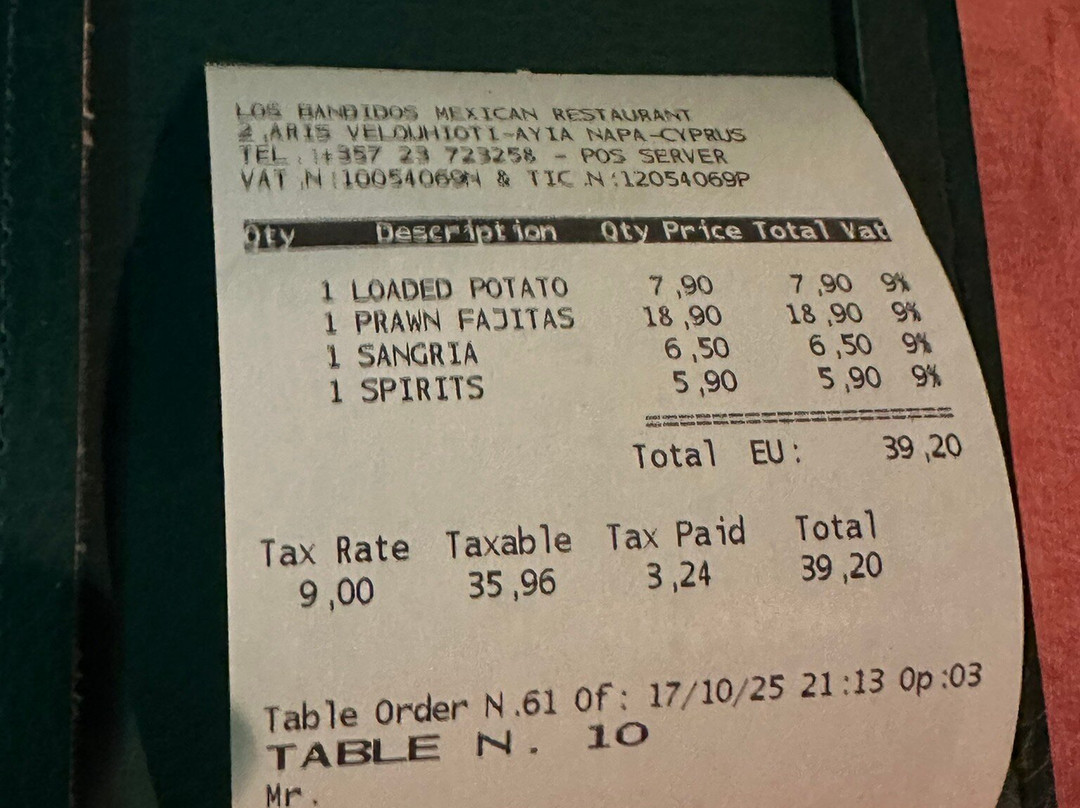 LOS BANDIDOS MEXICAN RESTAURANT
2 ,ARIS VELOUHIOTI-AYIA NAPA-CYPRUS
TEL.:+357 23 723258 - POS SERVER
VAT .N:10054069N & TIC.N:12054069P
Qty Description Qty Price Total Vat
1 LOADED POTATO 7,90 7,90 9%
1 PRAWN FAJITAS 18,90 18,90 9%
1 SANGRIA 6,50 6,50 9%
1 SPIRITS 5,90 5,90 9%
Total EU: 39,20
Tax Rate Taxable Tax Paid Total
9,00 35,96 3,24 39,20
Table Order N.61 Of: 17/10/25 21:13 Op:03
TABLE N. 10
Mr.